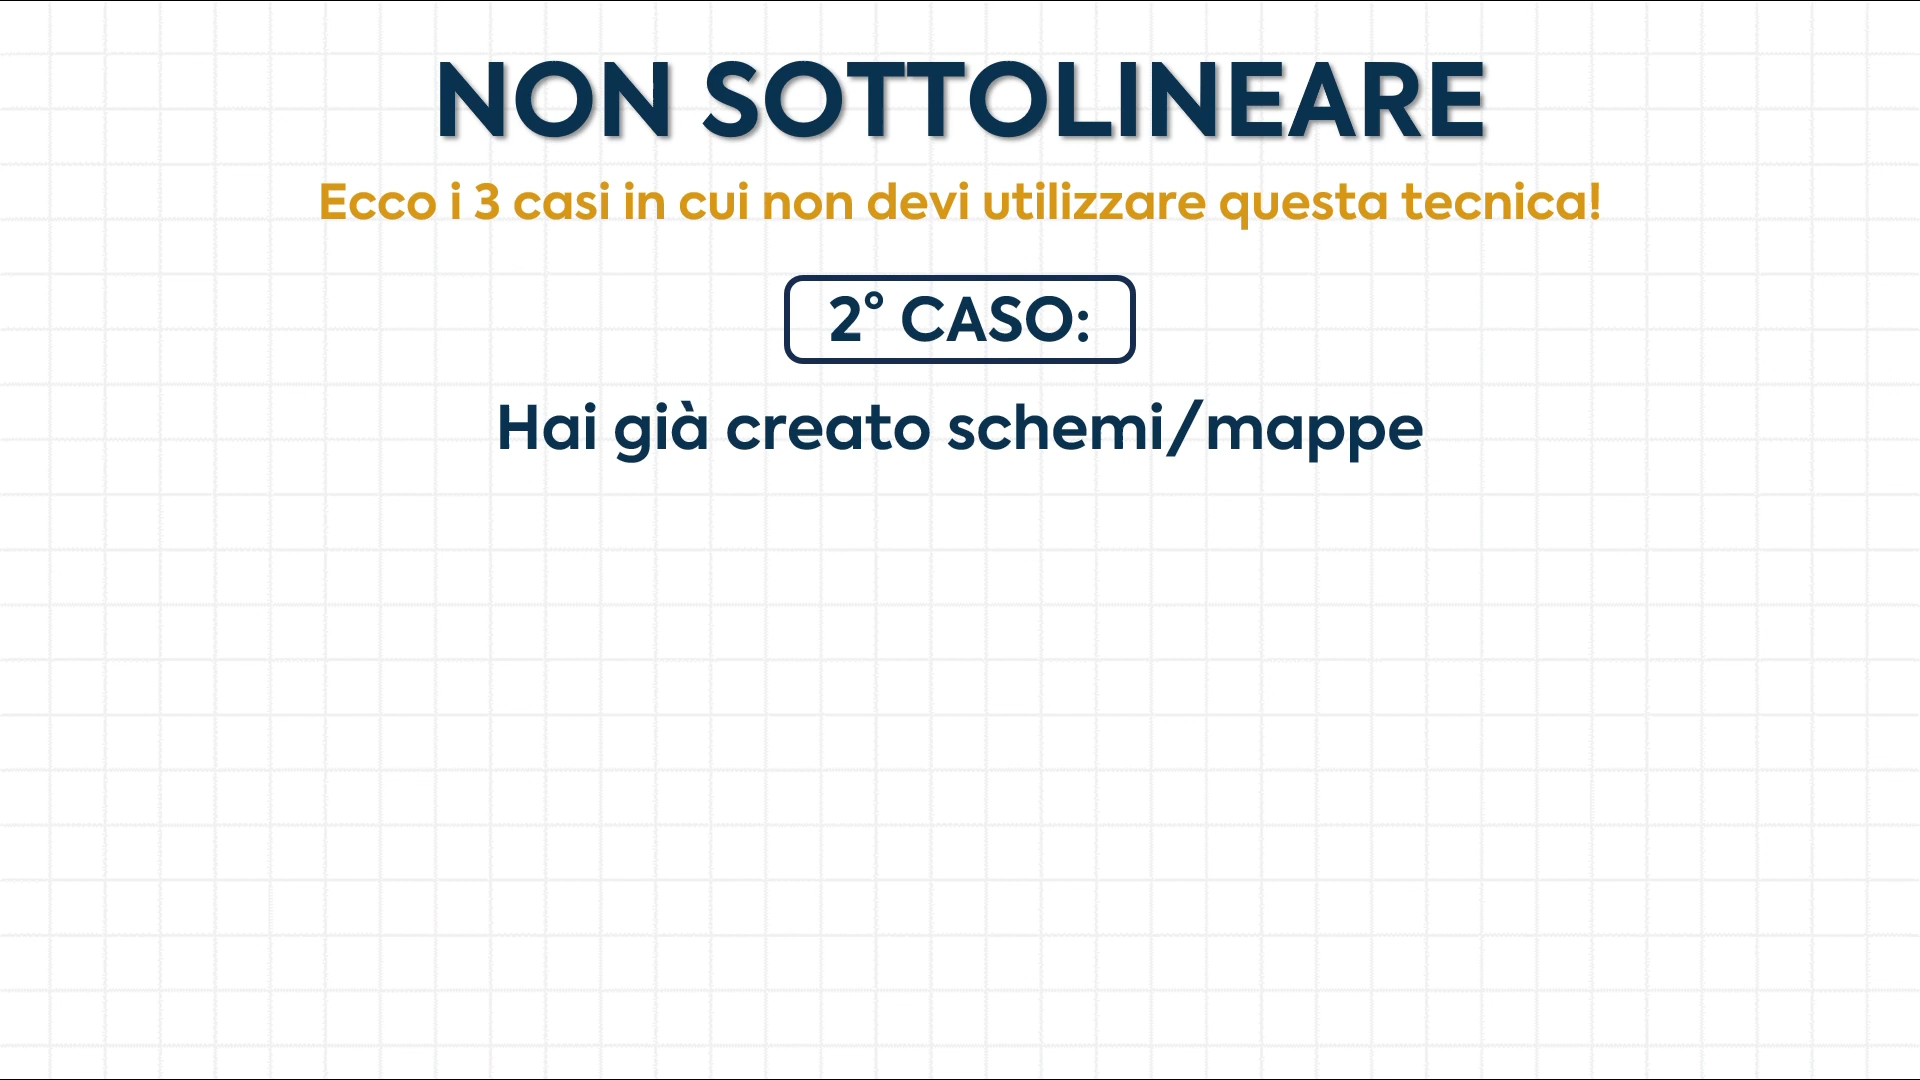 NON SOTTOLINEARE
Ecco i 3 casi in cui non devi utilizzare questa tecnica!
2° CASO:
Hai già creato schemi/mappe